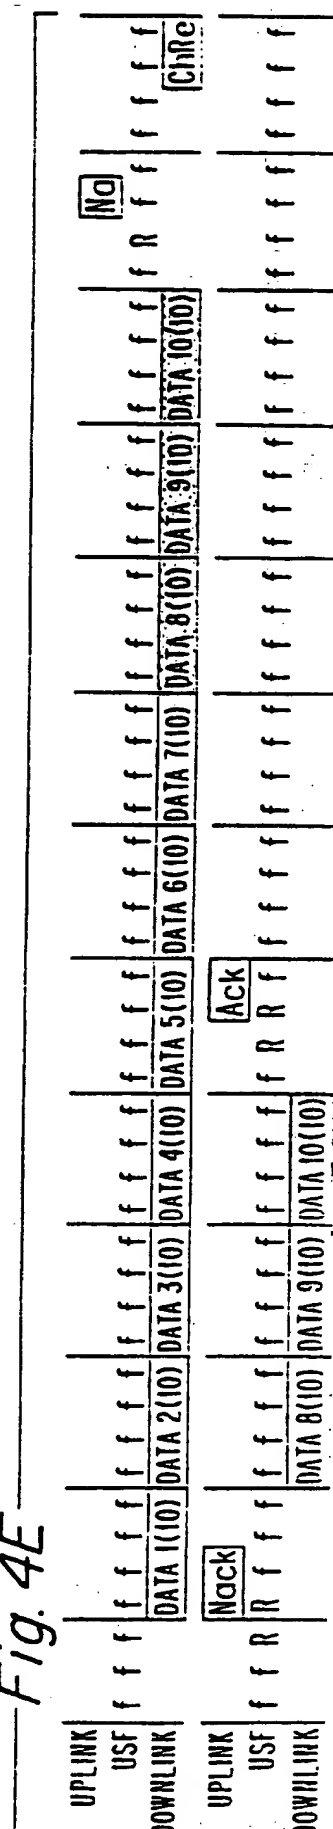 Fig. 4E
UPLINK Na
USF f f f f f f f f f f f f f f f f f f f f f f f f f f f f f f f f f f f f f f f f f f f f R f f f f f f
DOWNLINK DATA 1(10) DATA 2(10) DATA 3(10) DATA 4(10) DATA 5(10) DATA 6(10) DATA 7(10) DATA 8(10) DATA 9(10) DATA 10(10) ChRe
UPLINK Nack Ack
USF f f R R f f f f f f f f f f f f f f f f R R f f f f f f f f f f f f f f f f f f f f f f f f f f f f f
DOWNLINK DATA 8(10) DATA 9(10) DATA 10(10)